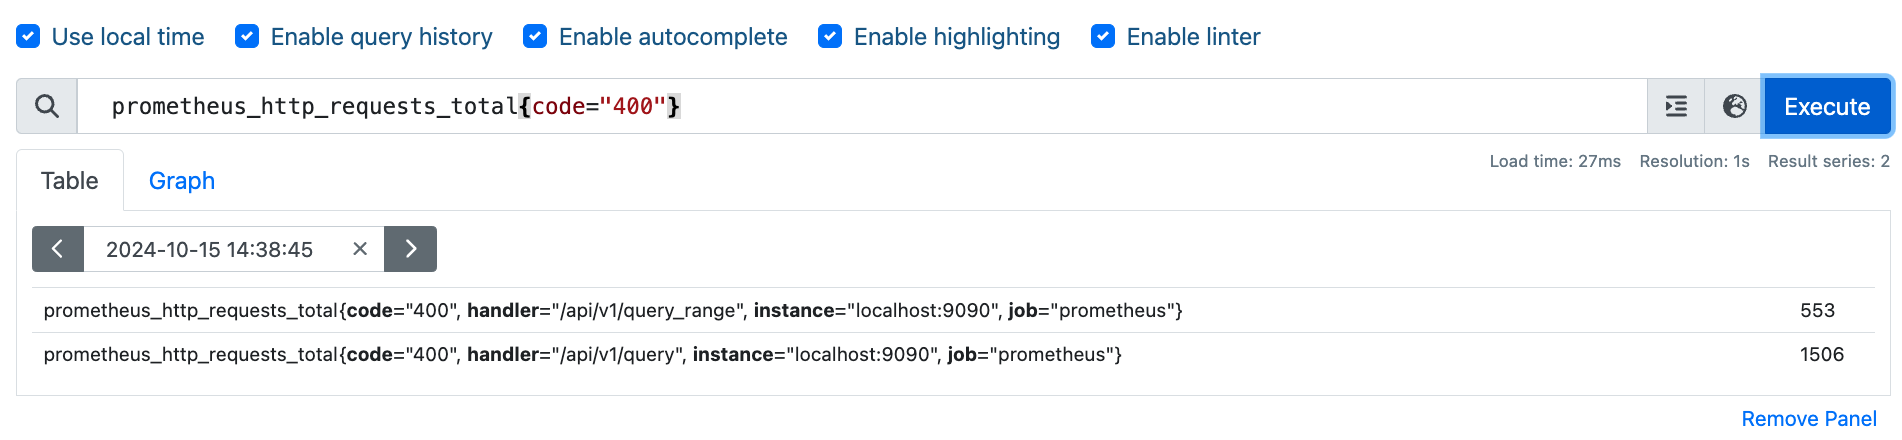 Use local time Enable query history Enable autocomplete Enable highlighting Enable linter
prometheus_http_requests_total{code="400"} Execute
Table Graph Load time: 27ms Resolution: 1s Result series: 2
2024-10-15 14:38:45
prometheus_http_requests_total{code="400", handler="/api/v1/query_range", instance="localhost:9090", job="prometheus"} 553
prometheus_http_requests_total{code="400", handler="/api/v1/query", instance="localhost:9090", job="prometheus"} 1506
Remove Panel